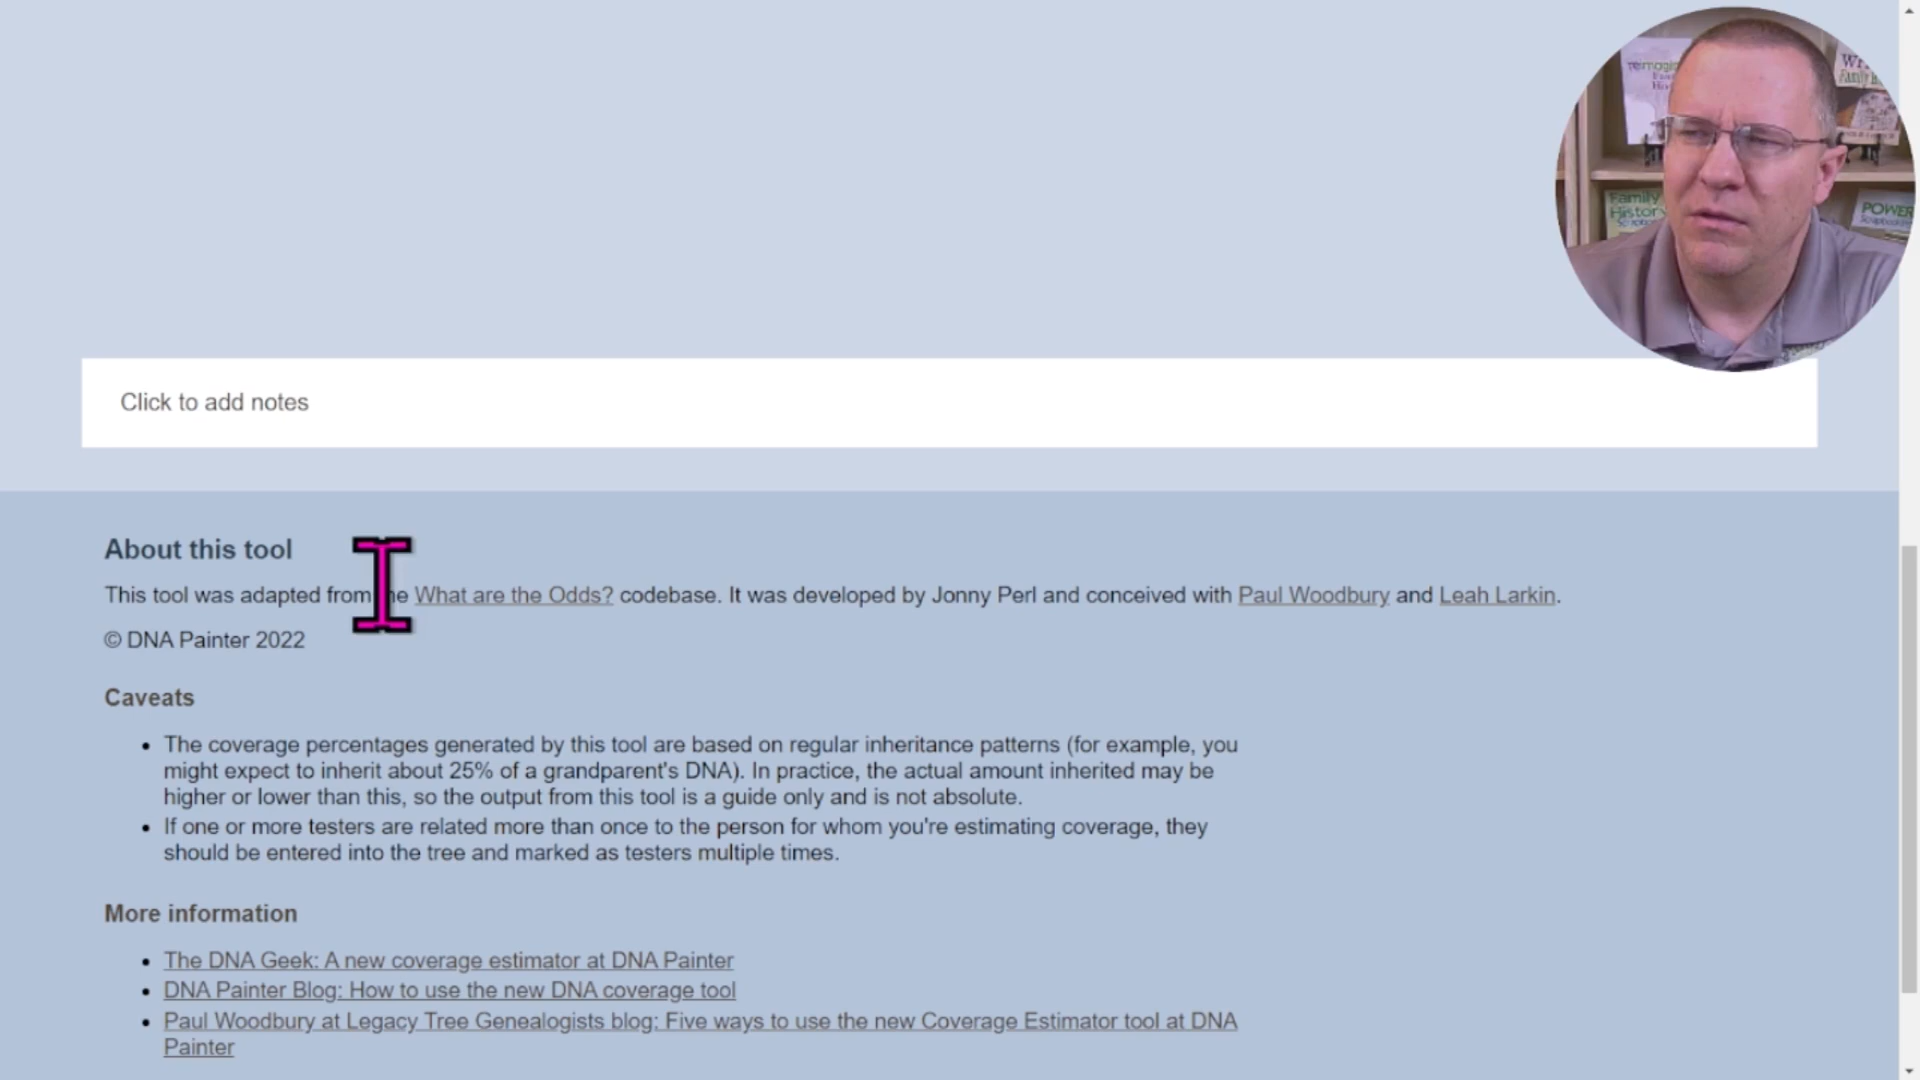 Click to add notes
About this tool
This tool was adapted from What are the Odds? codebase. It was developed by Jonny Perl and conceived with Paul Woodbury and Leah Larkin.
© DNA Painter 2022
Caveats
• The coverage percentages generated by this tool are based on regular inheritance patterns (for example, you
might expect to inherit about 25% of a grandparent's DNA). In practice, the actual amount inherited may be
higher or lower than this, so the output from this tool is a guide only and is not absolute.
• If one or more testers are related more than once to the person for whom you're estimating coverage, they
should be entered into the tree and marked as testers multiple times.
More information
• The DNA Geek: A new coverage estimator at DNA Painter
• DNA Painter Blog: How to use the new DNA coverage tool
• Paul Woodbury at Legacy Tree Genealogists blog: Five ways to use the new Coverage Estimator tool at DNA
Painter
Family
History
POWER